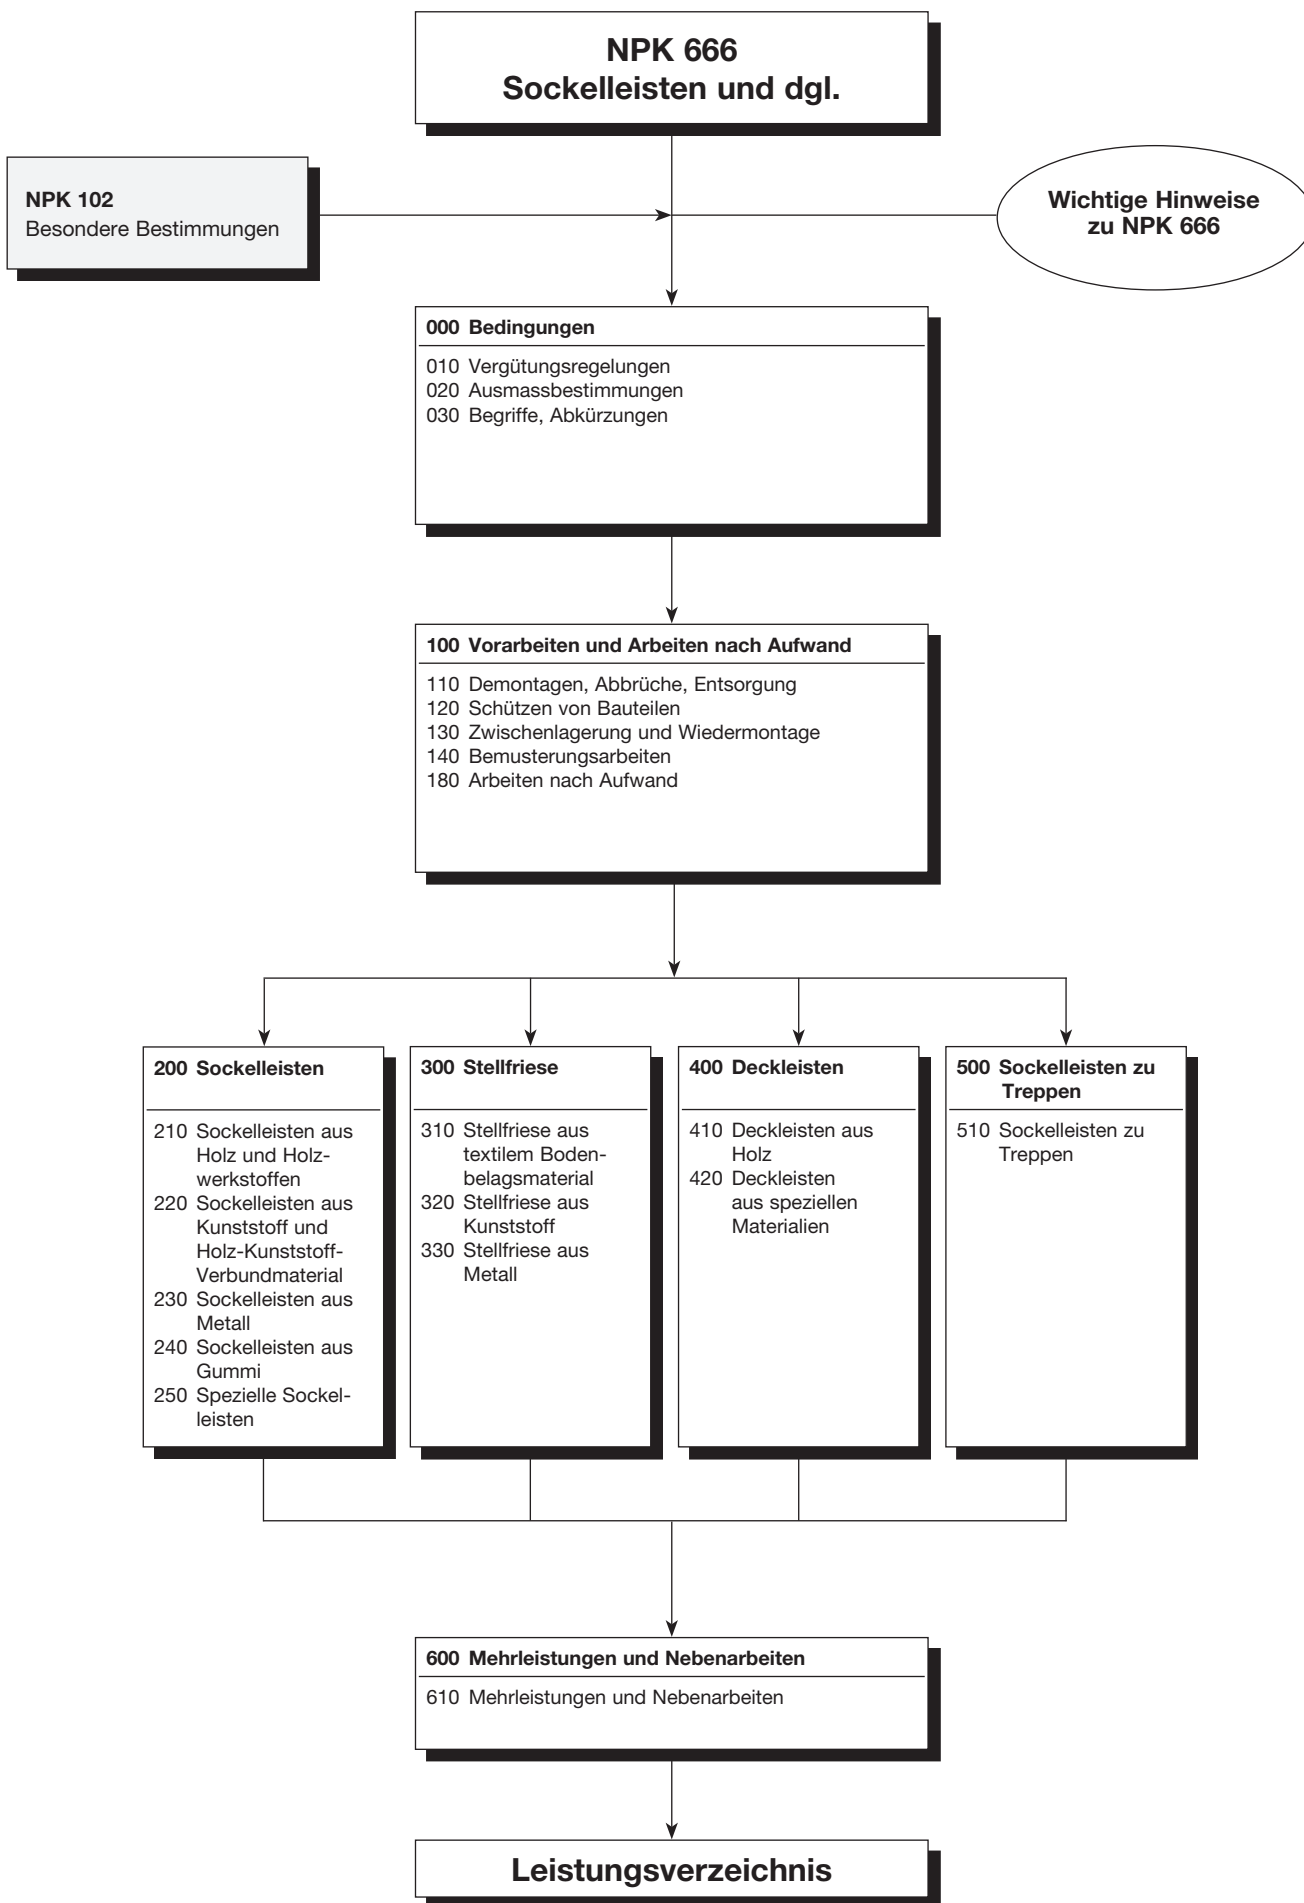 NPK 666
Sockelleisten und dgl.
NPK 102
Besondere Bestimmungen
Wichtige Hinweise
zu NPK 666
000 Bedingungen
010 Vergütungsregelungen
020 Ausmassbestimmungen
030 Begriffe, Abkürzungen
100 Vorarbeiten und Arbeiten nach Aufwand
110 Demontagen, Abbrüche, Entsorgung
120 Schützen von Bauteilen
130 Zwischenlagerung und Wiedermontage
140 Bemusterungsarbeiten
180 Arbeiten nach Aufwand
200 Sockelleisten
210 Sockelleisten aus
Holz und Holz-
werkstoffen
220 Sockelleisten aus
Kunststoff und
Holz-Kunststoff-
Verbundmaterial
230 Sockelleisten aus
Metall
240 Sockelleisten aus
Gummi
250 Spezielle Sockel-
leisten
300 Stellfriese
310 Stellfriese aus
textilem Boden-
belagsmaterial
320 Stellfriese aus
Kunststoff
330 Stellfriese aus
Metall
400 Deckleisten
410 Deckleisten aus
Holz
420 Deckleisten
aus speziellen
Materialien
500 Sockelleisten zu
Treppen
510 Sockelleisten zu
Treppen
600 Mehrleistungen und Nebenarbeiten
610 Mehrleistungen und Nebenarbeiten
Leistungsverzeichnis